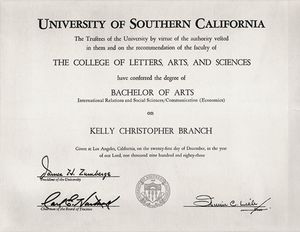 UNIVERSITY OF SOUTHERN CALIFORNIA
The Trustees of the University by virtue of the authority vested
in them and on the recommendation of the faculty of
THE COLLEGE OF LETTERS, ARTS, AND SCIENCES
have conferred the degree of
BACHELOR OF ARTS
International Relations and Social Sciences/Communication (Economics)
on
KELLY CHRISTOPHER BRANCH
Given at Los Angeles, California, on the twenty-first day of December, in the year
of our Lord, one thousand nine hundred and eighty-three
James H. Zumberge
President of the University
Chairman of the Board of Trustees